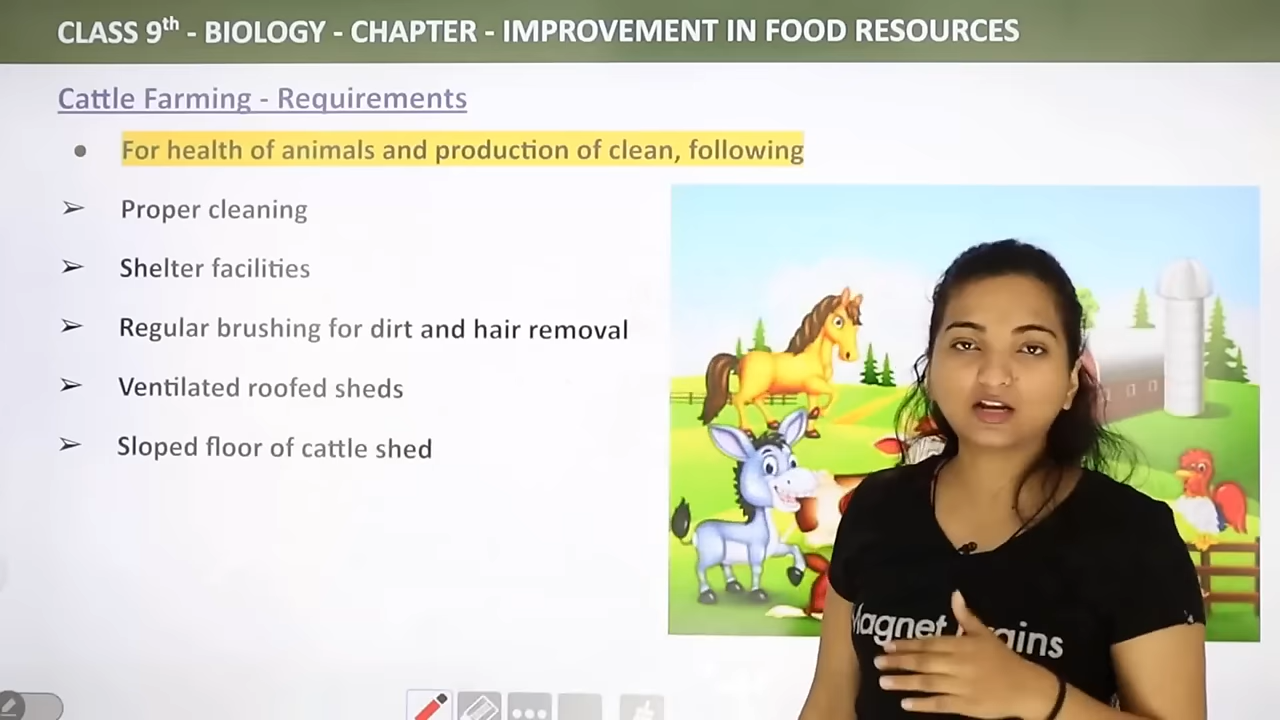 CLASS 9th - BIOLOGY - CHAPTER - IMPROVEMENT IN FOOD RESOURCES
Cattle Farming - Requirements
• For health of animals and production of clean, following
➢ Proper cleaning
➢ Shelter facilities
➢ Regular brushing for dirt and hair removal
➢ Ventilated roofed sheds
➢ Sloped floor of cattle shed
Magnet